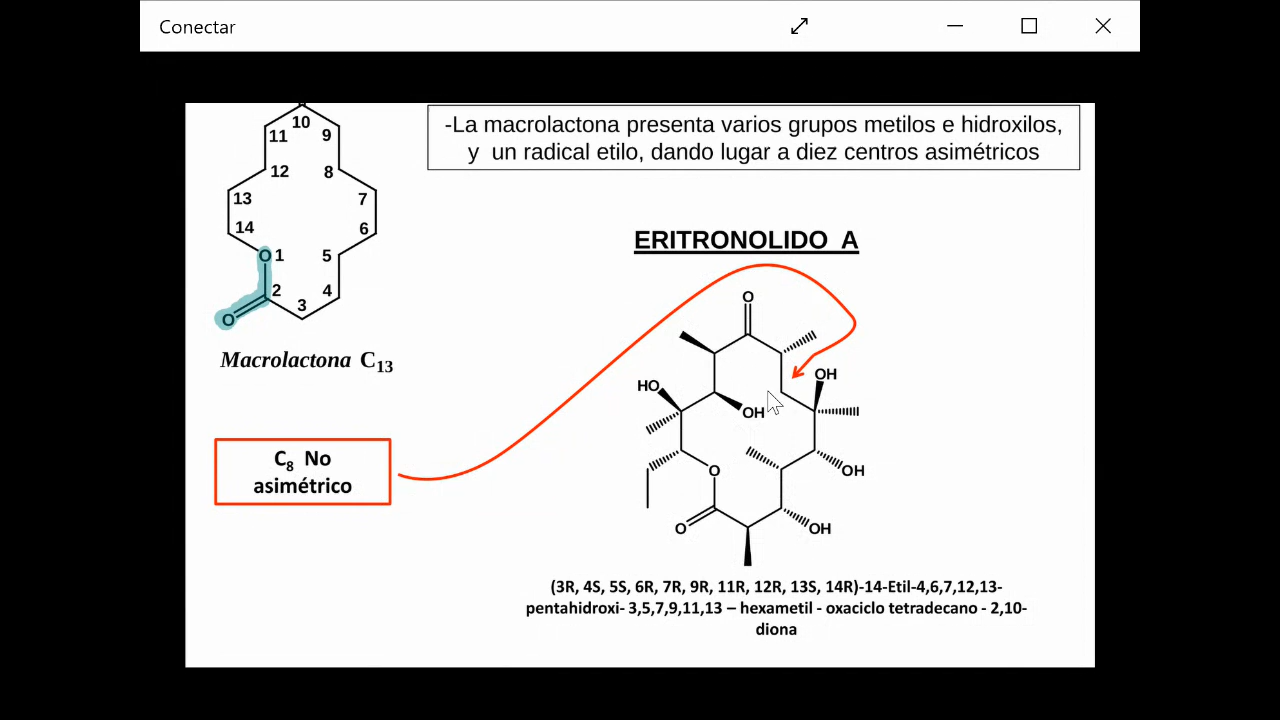 Conectar
-La macrolactona presenta varios grupos metilos e hidroxilos,
y un radical etilo, dando lugar a diez centros asimétricos
10
11 9
12 8
13 7
14 6
O 1 5
2 4
3
O
Macrolactona C13
ERITRONOLIDO A
O
OH
HO
OH
O
OH
O
OH
C8 No
asimétrico
(3R, 4S, 5S, 6R, 7R, 9R, 11R, 12R, 13S, 14R)-14-Etil-4,6,7,12,13-
pentahidroxi- 3,5,7,9,11,13 – hexametil - oxaciclo tetradecano - 2,10-
diona